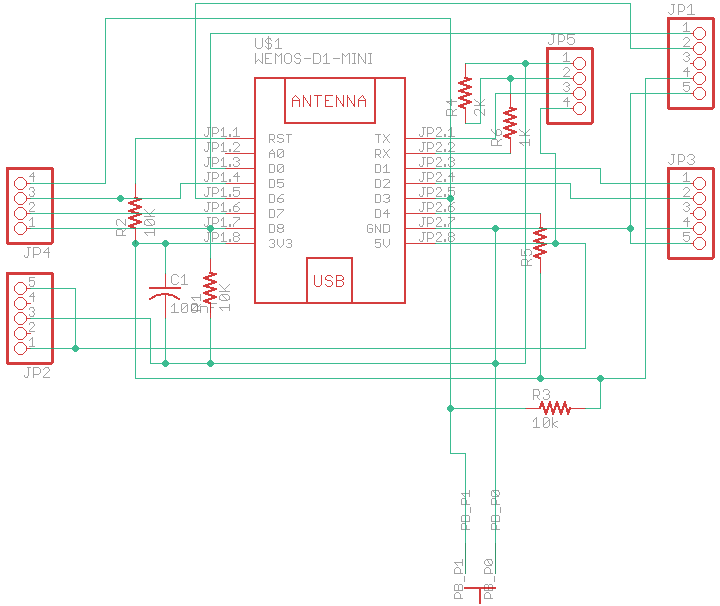 JP1
1
2
3
4
5
U$1
WEMOS-D1-MINI
ANTENNA
JP5
1
2
3
4
R4
2K
R6
1K
JP1.1 RST TX JP2.1
JP1.2 A0 RX JP2.2
JP1.3 D0 D1 JP2.3
JP1.4 D5 D2 JP2.4
JP1.5 D6 D3 JP2.5
JP1.6 D7 D4 JP2.6
JP1.7 D8 GND JP2.7
JP1.8 3V3 5V JP2.8
USB
4
3
2
1
JP4
R2
10K
JP3
1
2
3
4
5
R5
5
4
3
2
1
JP2
C1
100nF
R1
10K
R3
10k
PB_P1
PB_P0
PB_P1
PB_P0